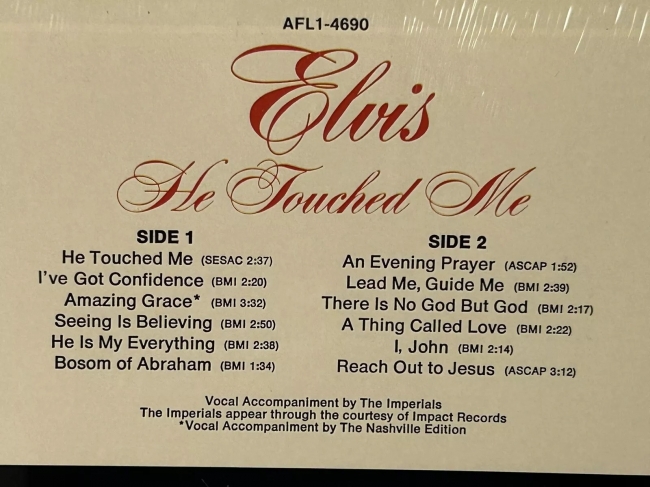 AFL1-4690
Elvis
He Touched Me
SIDE 1
He Touched Me (SESAC 2:37)
I've Got Confidence (BMI 2:20)
Amazing Grace* (BMI 3:32)
Seeing Is Believing (BMI 2:50)
He Is My Everything (BMI 2:38)
Bosom of Abraham (BMI 1:34)
SIDE 2
An Evening Prayer (ASCAP 1:52)
Lead Me, Guide Me (BMI 2:39)
There Is No God But God (BMI 2:17)
A Thing Called Love (BMI 2:22)
I, John (BMI 2:14)
Reach Out to Jesus (ASCAP 3:12)
Vocal Accompaniment by The Imperials
The Imperials appear through the courtesy of Impact Records
*Vocal Accompaniment by The Nashville Edition